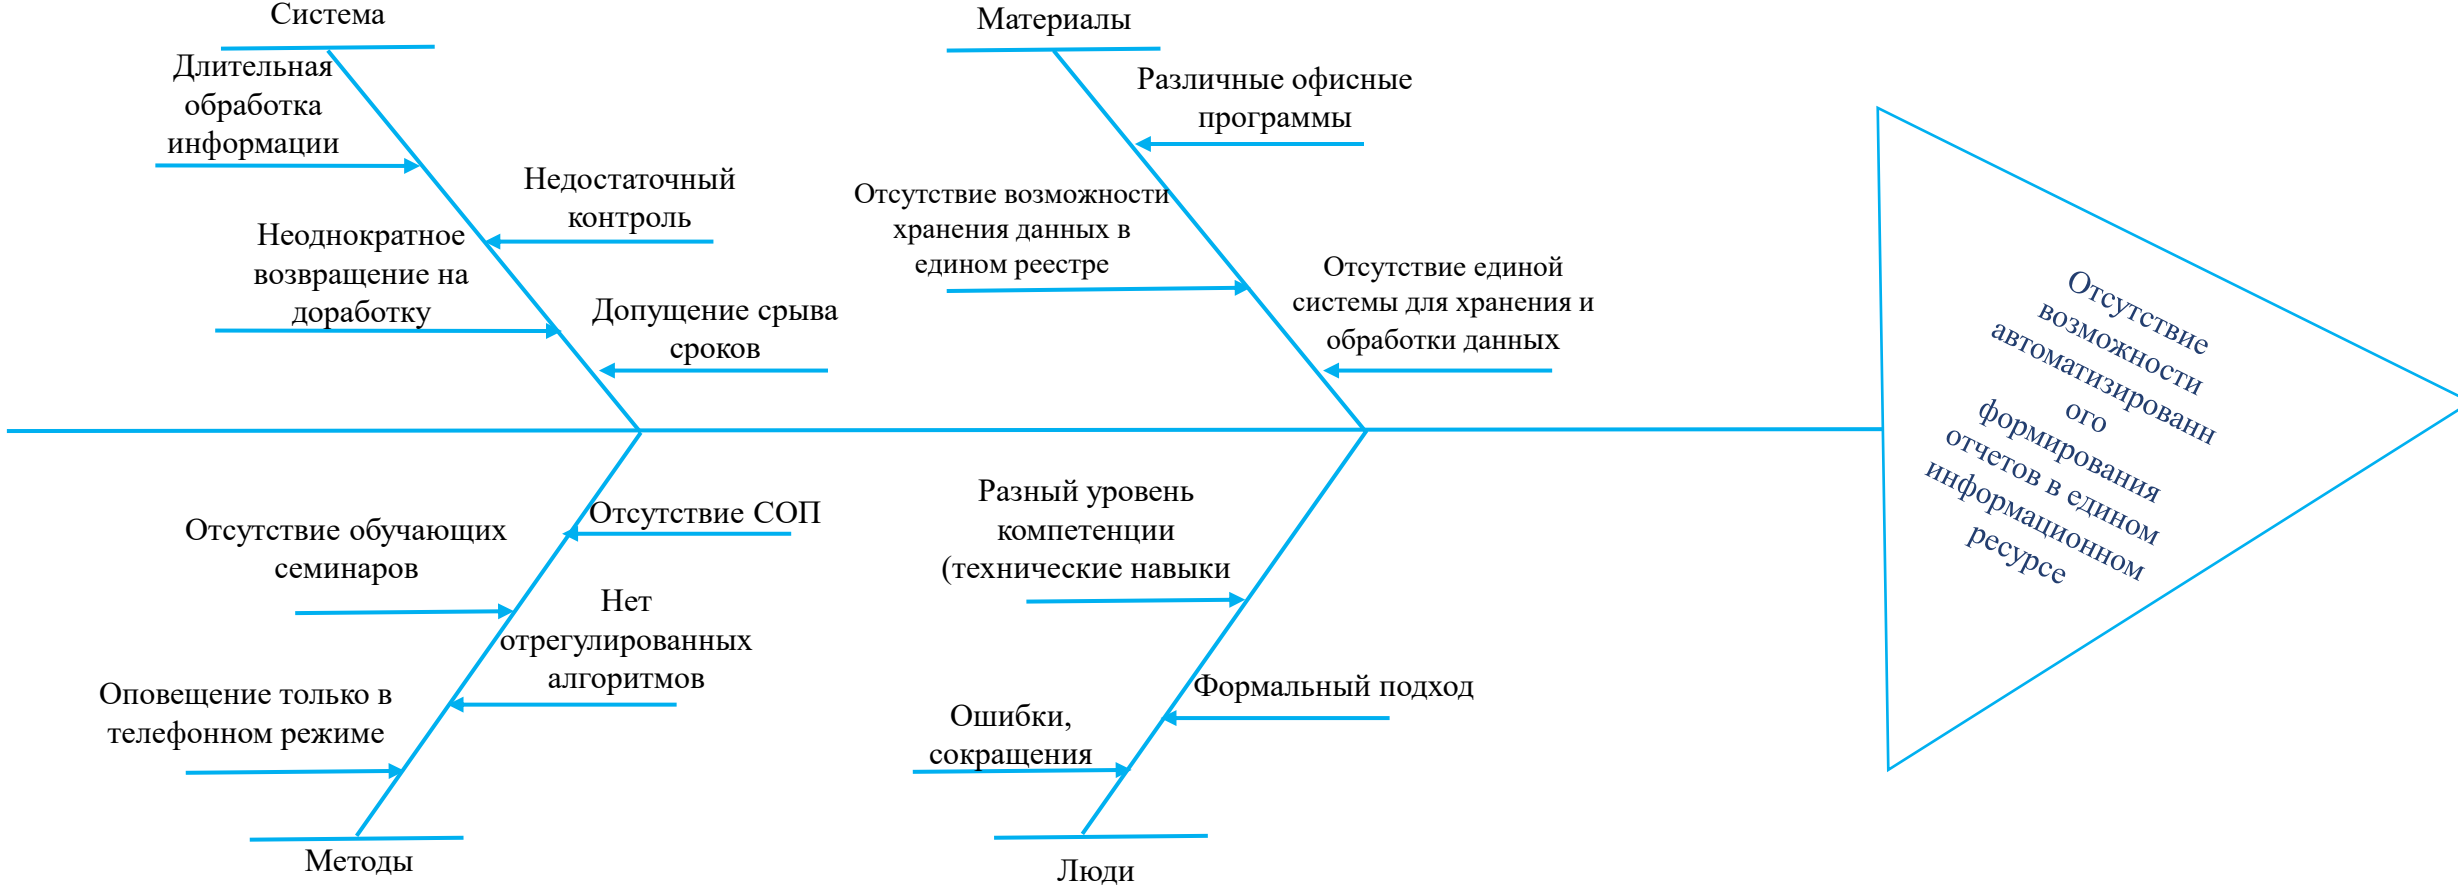 Система
Длительная
обработка
информации
Недостаточный
контроль
Неоднократное
возвращение на
доработку
Допущение срыва
сроков
Материалы
Различные офисные
программы
Отсутствие возможности
хранения данных в
едином реестре
Отсутствие единой
системы для хранения и
обработки данных
Отсутствие
возможности
автоматизированн
ого
формирования
отчетов в едином
информационном
ресурсе
Отсутствие СОП
Отсутствие обучающих
семинаров
Нет
отрегулированных
алгоритмов
Оповещение только в
телефонном режиме
Методы
Разный уровень
компетенции
(технические навыки
Формальный подход
Ошибки,
сокращения
Люди